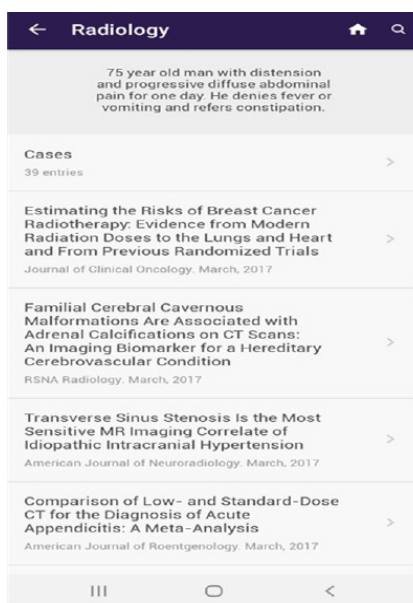 Radiology
75 year old man with distension
and progressive diffuse abdominal
pain for one day. He denies fever or
vomiting and refers constipation.
Cases
39 entries
Estimating the Risks of Breast Cancer
Radiotherapy: Evidence from Modern
Radiation Doses to the Lungs and Heart
and From Previous Randomized Trials
Journal of Clinical Oncology. March, 2017
Familial Cerebral Cavernous
Malformations Are Associated with
Adrenal Calcifications on CT Scans:
An Imaging Biomarker for a Hereditary
Cerebrovascular Condition
RSNA Radiology. March, 2017
Transverse Sinus Stenosis Is the Most
Sensitive MR Imaging Correlate of
Idiopathic Intracranial Hypertension
American Journal of Neuroradiology. March, 2017
Comparison of Low- and Standard-Dose
CT for the Diagnosis of Acute
Appendicitis: A Meta-Analysis
American Journal of Roentgenology. March, 2017